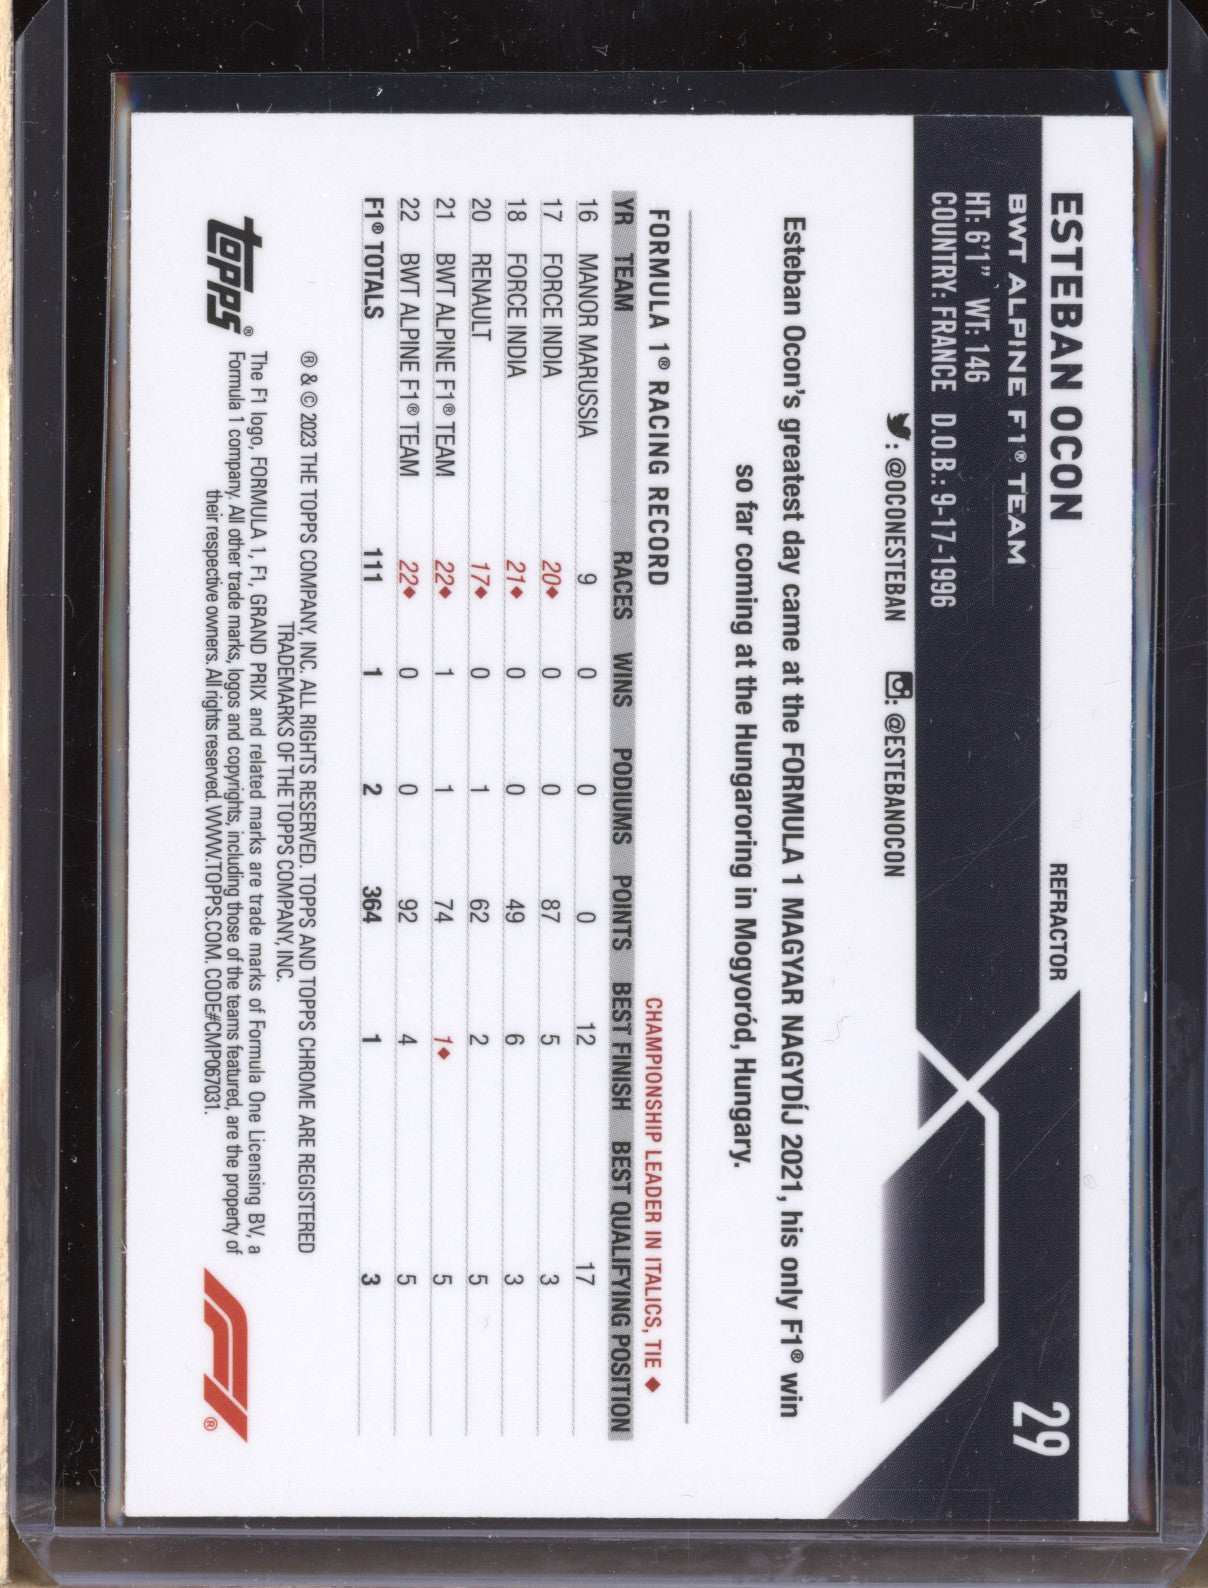 ESTEBAN OCON
REFRACTOR
29
BWT ALPINE F1® TEAM
HT: 6'1" WT: 146
COUNTRY: FRANCE D.O.B.: 9-17-1996
: @OCONESTEBAN : @ESTEBANOCON
Esteban Ocon's greatest day came at the FORMULA 1 MAGYAR NAGYDÍJ 2021, his only F1® win
so far coming at the Hungaroring in Mogyoród, Hungary.
FORMULA 1® RACING RECORD CHAMPIONSHIP LEADER IN ITALICS, TIE ♦
YR TEAM RACES WINS PODIUMS POINTS BEST FINISH BEST QUALIFYING POSITION
16 MANOR MARUSSIA 9 0 0 0 12 17
17 FORCE INDIA 20♦ 0 0 87 5 3
18 FORCE INDIA 21♦ 0 0 49 6 3
20 RENAULT 17♦ 0 1 62 2 5
21 BWT ALPINE F1® TEAM 22♦ 1 1 74 1♦ 5
22 BWT ALPINE F1® TEAM 22♦ 0 0 92 4 5
F1® TOTALS 111 1 2 364 1 3
® & © 2023 THE TOPPS COMPANY, INC. ALL RIGHTS RESERVED. TOPPS AND TOPPS CHROME ARE REGISTERED
TRADEMARKS OF THE TOPPS COMPANY, INC.
The F1 logo, FORMULA 1, F1, GRAND PRIX and related marks are trade marks of Formula One Licensing BV, a
Formula 1 company. All other trade marks, logos and copyrights, including those of the teams featured, are the property of
their respective owners. All rights reserved. WWW.TOPPS.COM. CODE#CMP067031.
topps®
F1®